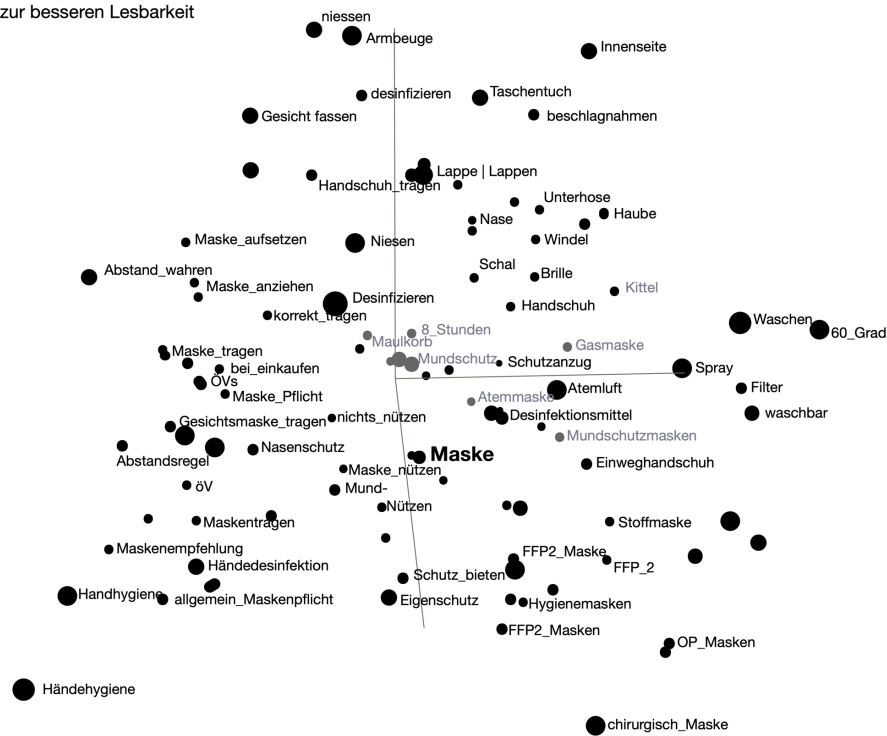 zur besseren Lesbarkeit
niessen
Armbeuge
Innenseite
desinfizieren
Taschentuch
Gesicht fassen
beschlagnahmen
Lappe | Lappen
Handschuh_tragen
Unterhose
Haube
Nase
Maske_aufsetzen
Niesen
Windel
Schal
Abstand_wahren
Brille
Maske_anziehen
Kittel
Desinfizieren
Handschuh
korrekt_tragen
Waschen
8_Stunden
60_Grad
Maulkorb
Gasmaske
Maske_tragen
Mundschutz
Schutzanzug
bei_einkaufen
Spray
ÖVs
Atemluft
Filter
Maske_Pflicht
Atemmaske
nichts_nützen
Desinfektionsmittel
waschbar
Gesichtsmaske_tragen
Mundschutzmasken
Nasenschutz
Maske
Abstandsregel
Einweghandschuh
Maske_nützen
öV
Mund-
Nützen
Maskentragen
Stoffmaske
Maskenempfehlung
FFP2_Maske
Händedesinfektion
FFP_2
Schutz_bieten
Handhygiene
allgemein_Maskenpflicht
Eigenschutz
Hygienemasken
FFP2_Masken
OP_Masken
Händehygiene
chirurgisch_Maske